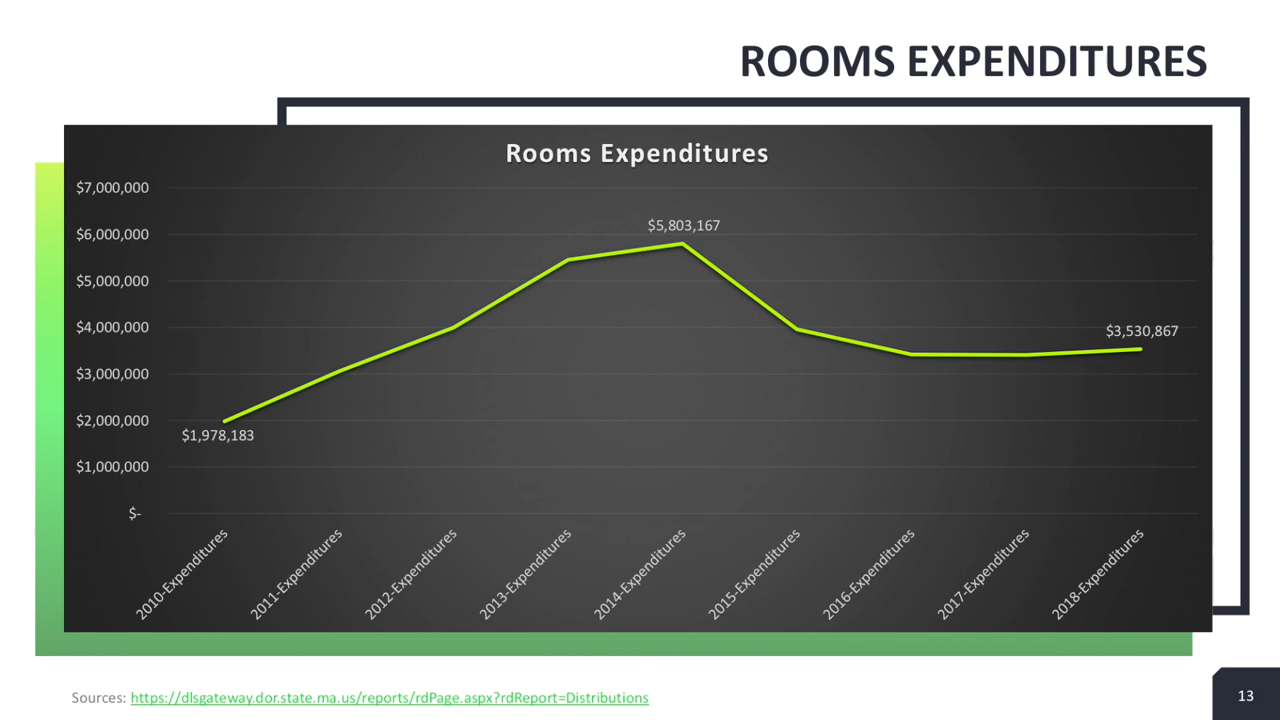 ROOMS EXPENDITURES
Rooms Expenditures
$7,000,000
$6,000,000
$5,000,000
$4,000,000
$3,000,000
$2,000,000
$1,000,000
$-
$1,978,183
$5,803,167
$3,530,867
2010-Expenditures
2011-Expenditures
2012-Expenditures
2013-Expenditures
2014-Expenditures
2015-Expenditures
2016-Expenditures
2017-Expenditures
2018-Expenditures
Sources: https://dlsgateway.dor.state.ma.us/reports/rdPage.aspx?rdReport=Distributions
13